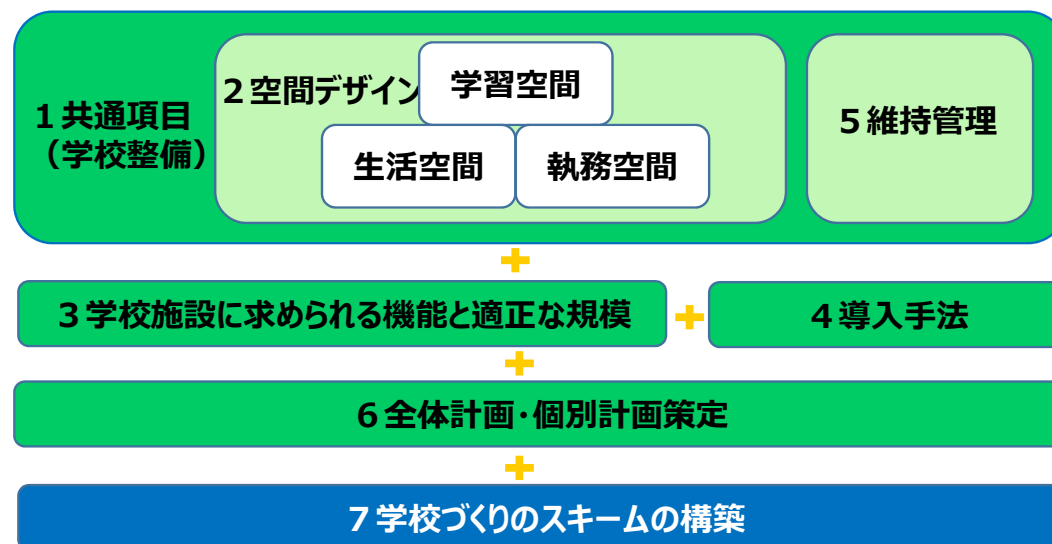 1共通項目
（学校整備）
2空間デザイン
学習空間
生活空間
執務空間
5維持管理
3学校施設に求められる機能と適正な規模
4導入手法
6全体計画・個別計画策定
7学校づくりのスキームの構築